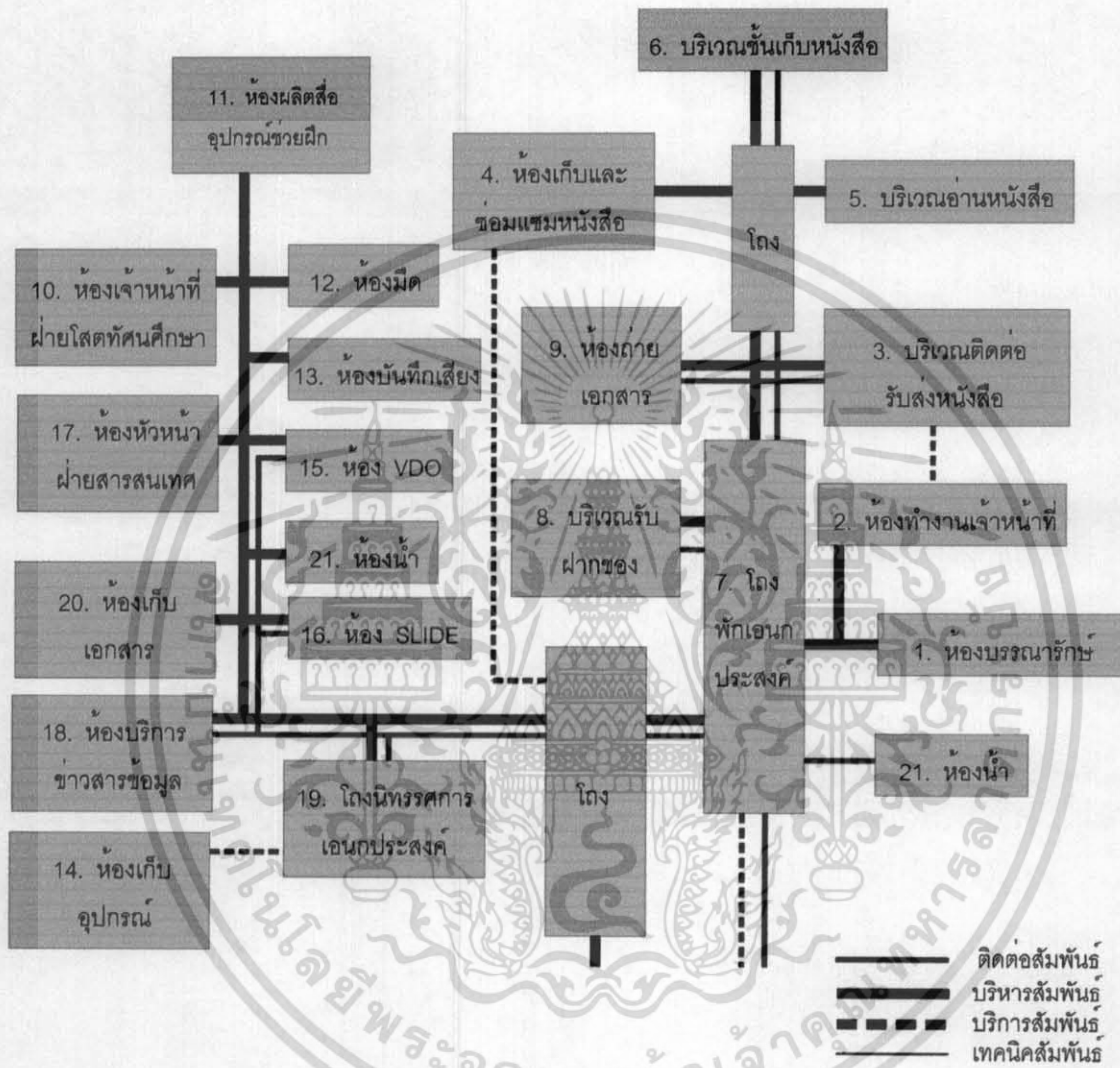 6. บริเวณชั้นเก็บหนังสือ
11. ห้องผลิตสื่อ
อุปกรณ์ช่วยฝึก
4. ห้องเก็บและ
ซ่อมแซมหนังสือ
5. บริเวณอ่านหนังสือ
โถง
10. ห้องเจ้าหน้าที่
ฝ่ายโสตทัศนศึกษา
12. ห้องมืด
9. ห้องถ่าย
เอกสาร
3. บริเวณติดต่อ
รับส่งหนังสือ
13. ห้องบันทึกเสียง
17. ห้องหัวหน้า
ฝ่ายสารสนเทศ
15. ห้อง VDO
8. บริเวณรับ
ฝากของ
2. ห้องทำงานเจ้าหน้าที่
21. ห้องน้ำ
7. โถง
พักเอนก
ประสงค์
20. ห้องเก็บ
เอกสาร
16. ห้อง SLIDE
1. ห้องบรรณารักษ์
18. ห้องบริการ
ข่าวสารข้อมูล
19. โถงนิทรรศการ
เอนกประสงค์
โถง
21. ห้องน้ำ
14. ห้องเก็บ
อุปกรณ์
ติดต่อสัมพันธ์
บริหารสัมพันธ์
บริการสัมพันธ์
เทคนิคสัมพันธ์